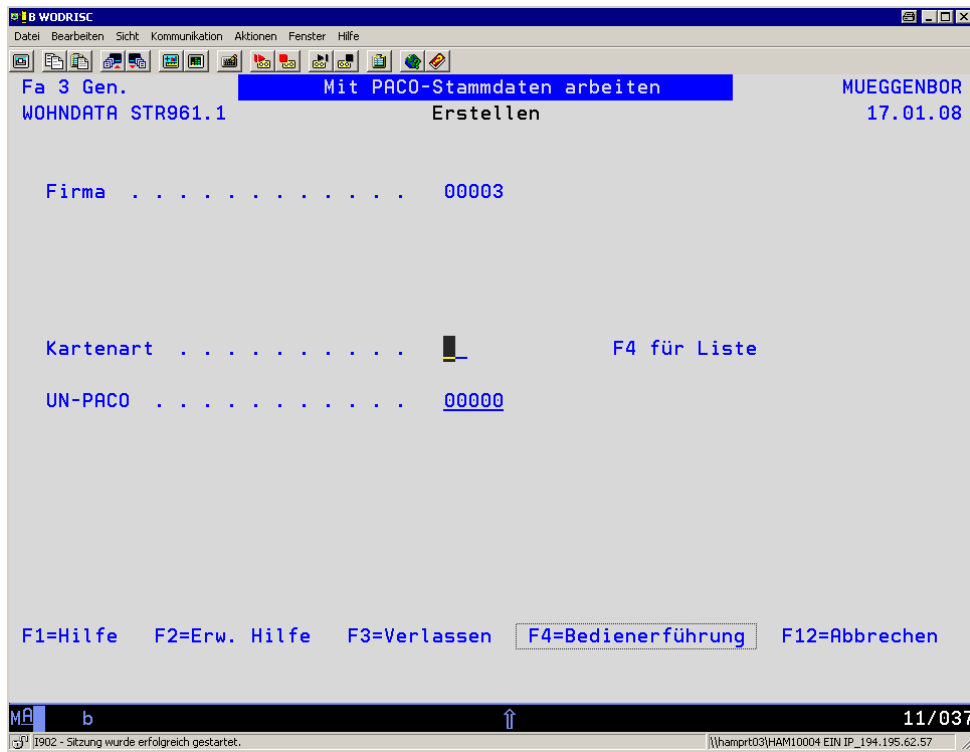 B WODRISC
Datei Bearbeiten Sicht Kommunikation Aktionen Fenster Hilfe
Fa 3 Gen. Mit PACO-Stammdaten arbeiten MUEGGENBOR
WOHNDATA STR961.1 Erstellen 17.01.08
Firma . . . . . . . . . . . . 00003
Kartenart . . . . . . . . . . F4 für Liste
UN-PACO . . . . . . . . . . . 00000
F1=Hilfe F2=Erw. Hilfe F3=Verlassen F4=Bedienerführung F12=Abbrechen
MA b 11/037
I902 - Sitzung wurde erfolgreich gestartet. \\hamprt03\HAM10004 EIN IP_194.195.62.57